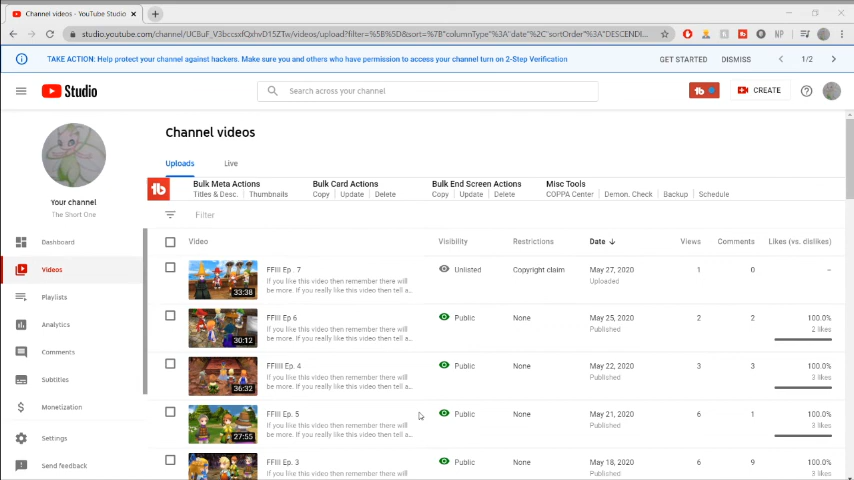 Channel videos - YouTube Studio
studio.youtube.com/channel/UC8uF_V3bccsxfQxhvD15ZTw/videos/upload?filter=%5B%5D&sort=%7B"columnType"%3A"date"%2C"sortOrder"%3A"DESCENDI...
TAKE ACTION: Help protect your channel against hackers. Make sure you and others who have permission to access your channel turn on 2-Step Verification GET STARTED DISMISS 1/2
Studio Search across your channel tb CREATE
Channel videos
Uploads Live
Bulk Meta Actions Bulk Card Actions Bulk End Screen Actions Misc Tools
Titles & Desc. Thumbnails Copy Update Delete Copy Update Delete COPPA Center Demon. Check Backup Schedule
Your channel
The Short One
Filter
Video Visibility Restrictions Date Views Comments Likes (vs. dislikes)
Dashboard
Videos
Playlists
Analytics
Comments
Subtitles
Monetization
Settings
Send feedback
FFIII Ep. 7 Unlisted Copyright claim May 27, 2020 1 0 –
If you like this video then remember there will Uploaded
be more. If you really like this video then tell a...
33:38
FFIII Ep 6 Public None May 25, 2020 2 2 100.0%
If you like this video then remember there will Published 2 likes
be more. If you really like this video then tell a...
30:12
FFIIII Ep. 4 Public None May 22, 2020 3 3 100.0%
If you like this video then remember there will Published 3 likes
be more. If you really like this video then tell a...
36:32
FFIII Ep. 5 Public None May 21, 2020 6 1 100.0%
If you like this video then remember there will Published 3 likes
be more. If you really like this video then tell a...
27:55
FFIII Ep. 3 Public None May 18, 2020 6 9 100.0%
If you like this video then remember there will Published 3 likes